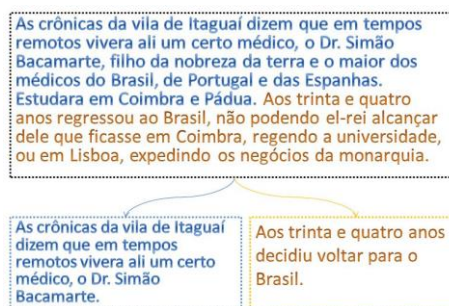 As crônicas da vila de Itaguaí dizem que em tempos
remotos vivera ali um certo médico, o Dr. Simão
Bacamarte, filho da nobreza da terra e o maior dos
médicos do Brasil, de Portugal e das Espanhas.
Estudara em Coimbra e Pádua. Aos trinta e quatro
anos regressou ao Brasil, não podendo el-rei alcançar
dele que ficasse em Coimbra, regendo a universidade,
ou em Lisboa, expedindo os negócios da monarquia.
As crônicas da vila de Itaguaí
dizem que em tempos
remotos vivera ali um certo
médico, o Dr. Simão
Bacamarte.
Aos trinta e quatro anos
decidiu voltar para o
Brasil.